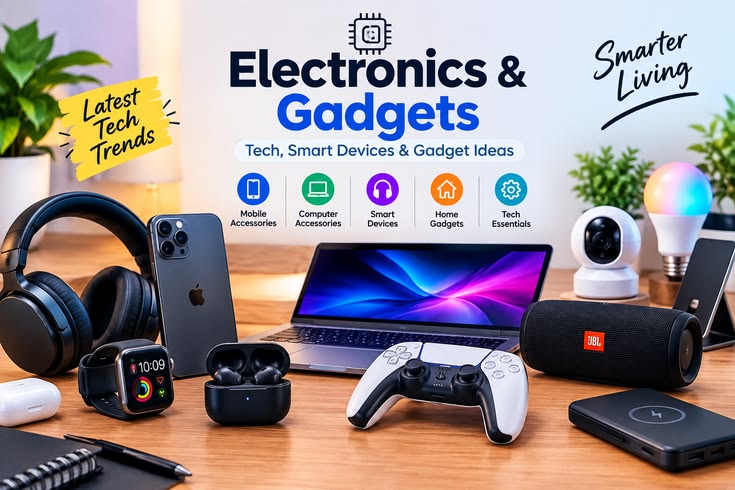 Electronics &
Gadgets
Tech, Smart Devices & Gadget Ideas
Latest
Tech
Trends
Smarter
Living
Mobile
Accessories
Computer
Accessories
Smart
Devices
Home
Gadgets
Tech
Essentials
10:09
JBL